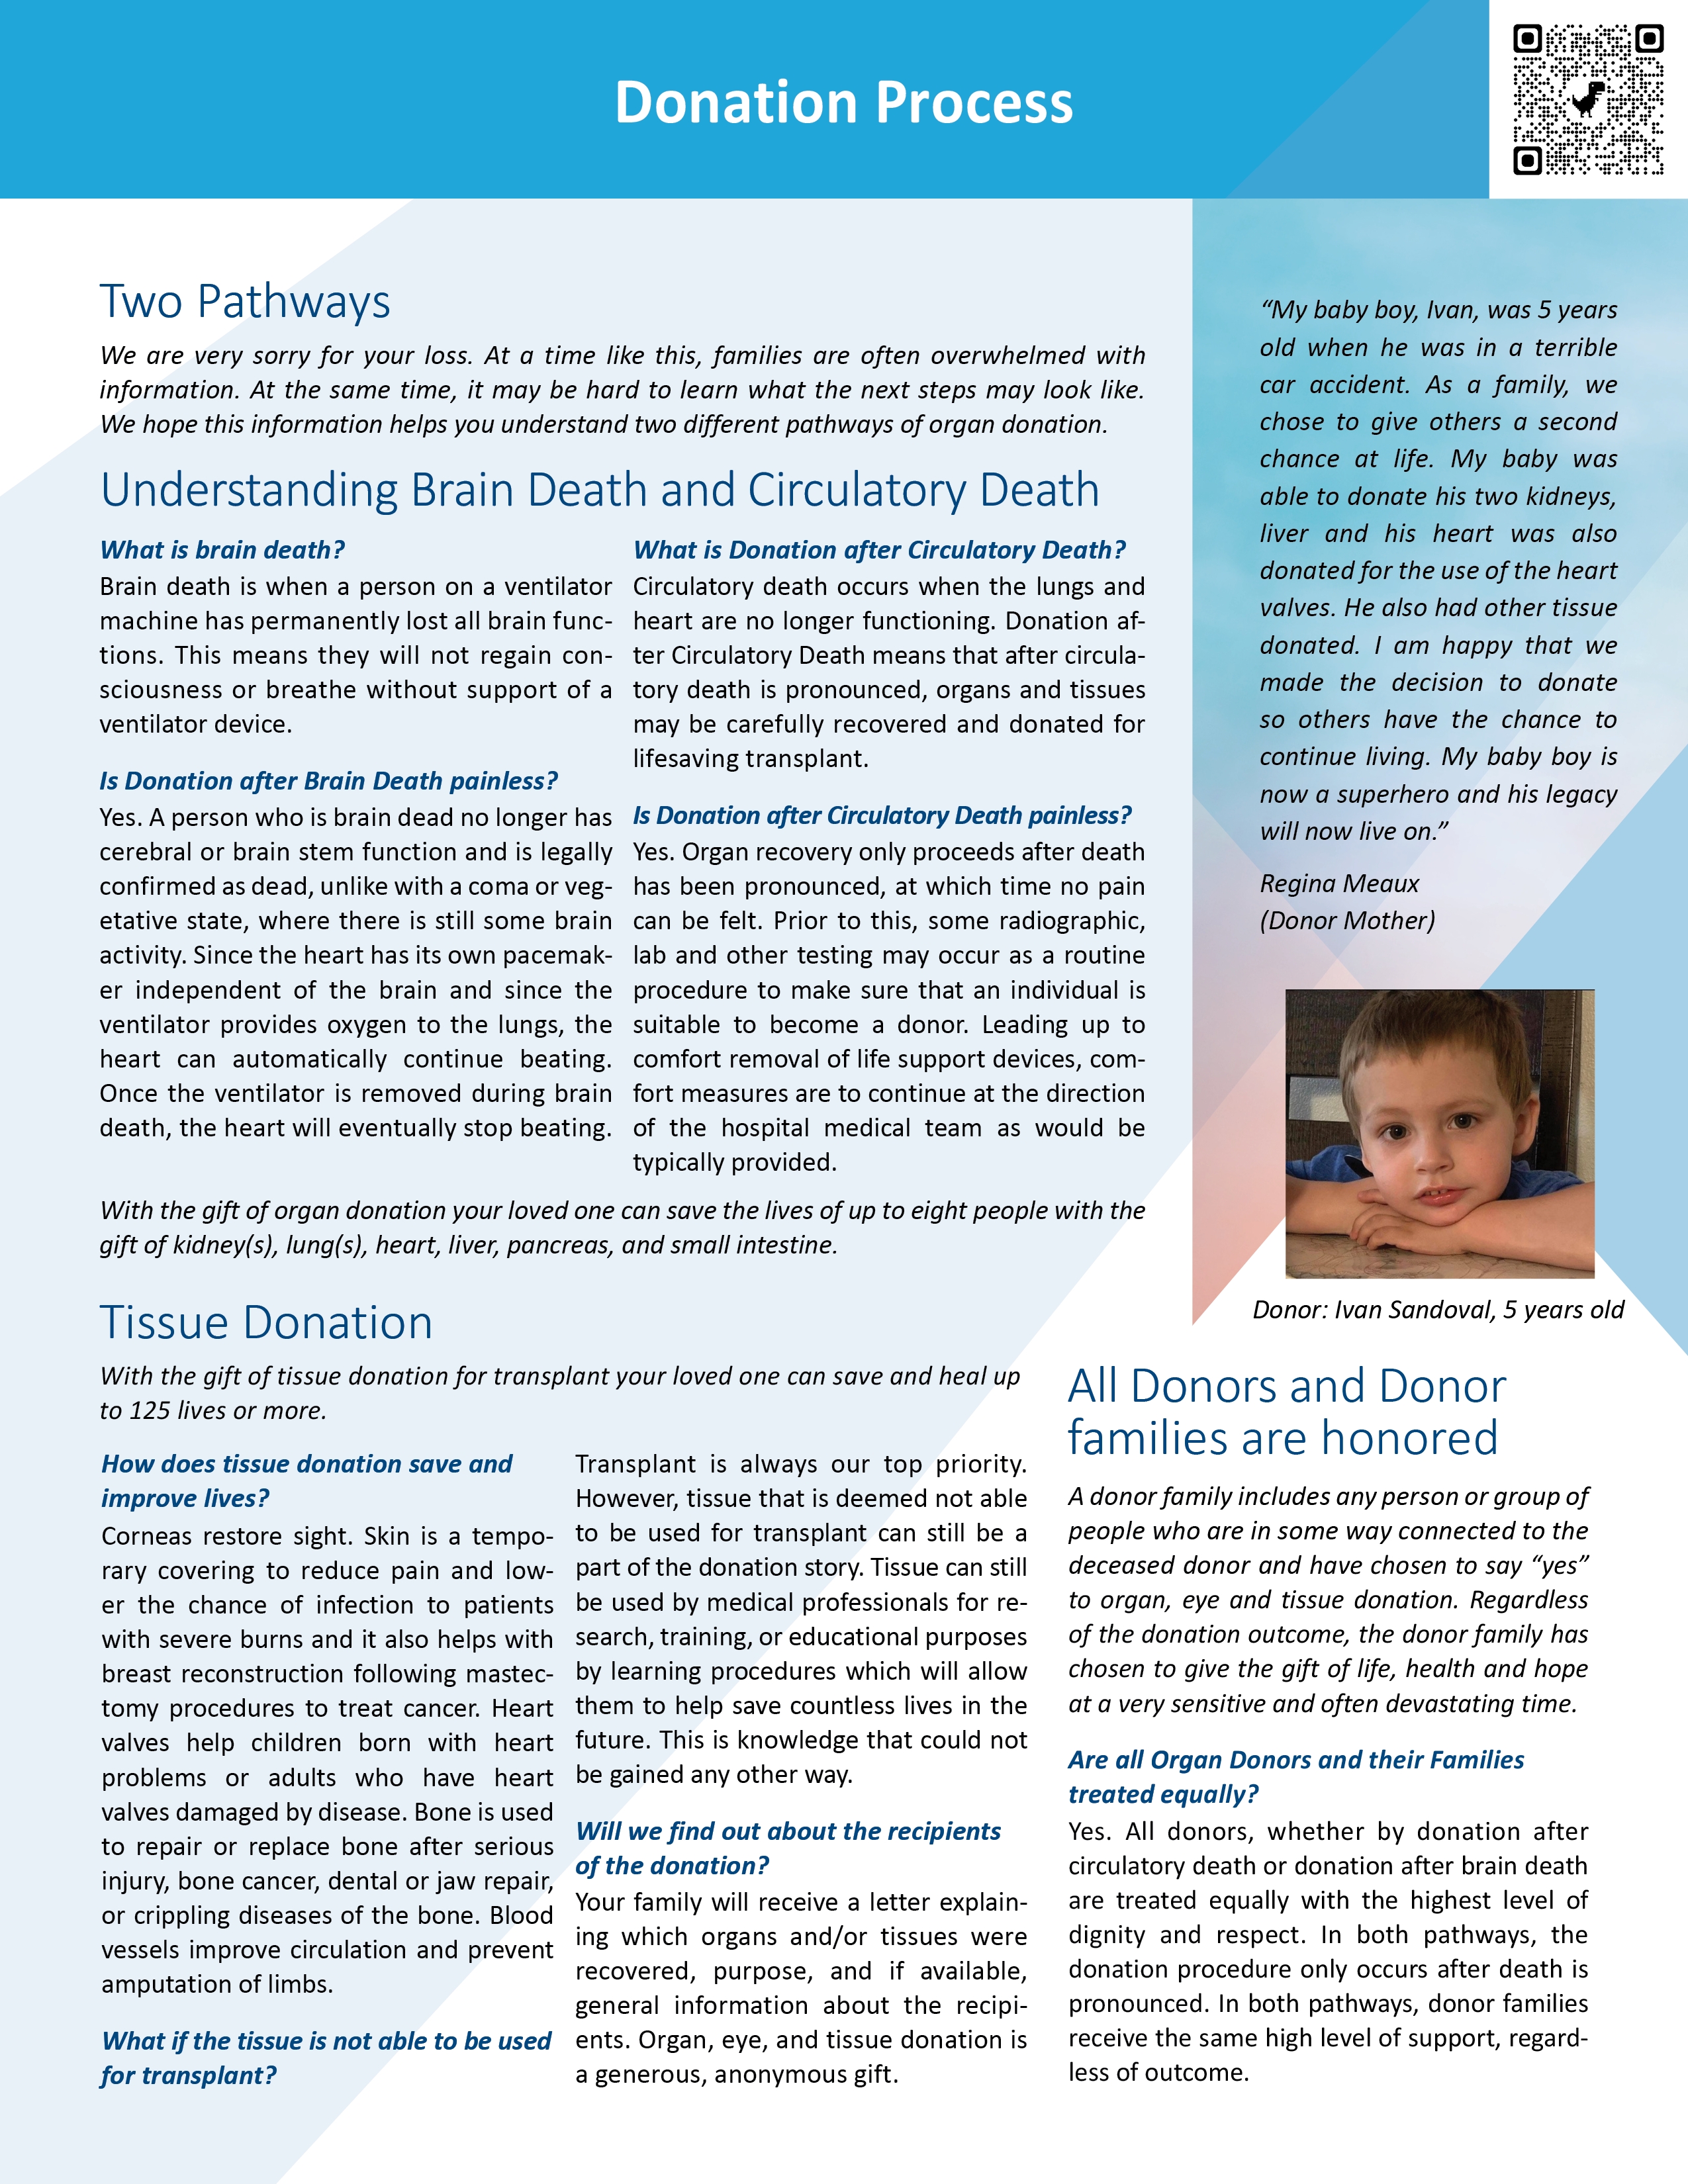 Donation Process
Two Pathways
We are very sorry for your loss. At a time like this, families are often overwhelmed with
information. At the same time, it may be hard to learn what the next steps may look like.
We hope this information helps you understand two different pathways of organ donation.
Understanding Brain Death and Circulatory Death
What is brain death?
Brain death is when a person on a ventilator
machine has permanently lost all brain func-
tions. This means they will not regain con-
sciousness or breathe without support of a
ventilator device.
Is Donation after Brain Death painless?
Yes. A person who is brain dead no longer has
cerebral or brain stem function and is legally
confirmed as dead, unlike with a coma or veg-
etative state, where there is still some brain
activity. Since the heart has its own pacemak-
er independent of the brain and since the
ventilator provides oxygen to the lungs, the
heart can automatically continue beating.
Once the ventilator is removed during brain
death, the heart will eventually stop beating.
What is Donation after Circulatory Death?
Circulatory death occurs when the lungs and
heart are no longer functioning. Donation af-
ter Circulatory Death means that after circula-
tory death is pronounced, organs and tissues
may be carefully recovered and donated for
lifesaving transplant.
Is Donation after Circulatory Death painless?
Yes. Organ recovery only proceeds after death
has been pronounced, at which time no pain
can be felt. Prior to this, some radiographic,
lab and other testing may occur as a routine
procedure to make sure that an individual is
suitable to become a donor. Leading up to
comfort removal of life support devices, com-
fort measures are to continue at the direction
of the hospital medical team as would be
typically provided.
With the gift of organ donation your loved one can save the lives of up to eight people with the
gift of kidney(s), lung(s), heart, liver, pancreas, and small intestine.
“My baby boy, Ivan, was 5 years
old when he was in a terrible
car accident. As a family, we
chose to give others a second
chance at life. My baby was
able to donate his two kidneys,
liver and his heart was also
donated for the use of the heart
valves. He also had other tissue
donated. I am happy that we
made the decision to donate
so others have the chance to
continue living. My baby boy is
now a superhero and his legacy
will now live on.”
Regina Meaux
(Donor Mother)
Donor: Ivan Sandoval, 5 years old
Tissue Donation
With the gift of tissue donation for transplant your loved one can save and heal up
to 125 lives or more.
How does tissue donation save and
improve lives?
Corneas restore sight. Skin is a tempo-
rary covering to reduce pain and low-
er the chance of infection to patients
with severe burns and it also helps with
breast reconstruction following mastec-
tomy procedures to treat cancer. Heart
valves help children born with heart
problems or adults who have heart
valves damaged by disease. Bone is used
to repair or replace bone after serious
injury, bone cancer, dental or jaw repair,
or crippling diseases of the bone. Blood
vessels improve circulation and prevent
amputation of limbs.
What if the tissue is not able to be used
for transplant?
Transplant is always our top priority.
However, tissue that is deemed not able
to be used for transplant can still be a
part of the donation story. Tissue can still
be used by medical professionals for re-
search, training, or educational purposes
by learning procedures which will allow
them to help save countless lives in the
future. This is knowledge that could not
be gained any other way.
Will we find out about the recipients
of the donation?
Your family will receive a letter explain-
ing which organs and/or tissues were
recovered, purpose, and if available,
general information about the recipi-
ents. Organ, eye, and tissue donation is
a generous, anonymous gift.
All Donors and Donor
families are honored
A donor family includes any person or group of
people who are in some way connected to the
deceased donor and have chosen to say “yes”
to organ, eye and tissue donation. Regardless
of the donation outcome, the donor family has
chosen to give the gift of life, health and hope
at a very sensitive and often devastating time.
Are all Organ Donors and their Families
treated equally?
Yes. All donors, whether by donation after
circulatory death or donation after brain death
are treated equally with the highest level of
dignity and respect. In both pathways, the
donation procedure only occurs after death is
pronounced. In both pathways, donor families
receive the same high level of support, regard-
less of outcome.